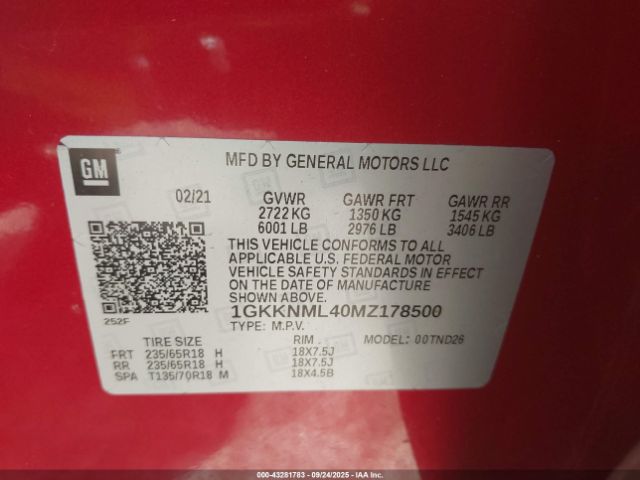 GM
MFD BY GENERAL MOTORS LLC
02/21 GVWR GAWR FRT GAWR RR
2722 KG 1350 KG 1545 KG
6001 LB 2976 LB 3406 LB
THIS VEHICLE CONFORMS TO ALL
APPLICABLE U.S. FEDERAL MOTOR
VEHICLE SAFETY STANDARDS IN EFFECT
ON THE DATE OF MANUFACTURE
SHOWN ABOVE.
252F
1GKKNML40MZ178500
TYPE: M.P.V. MODEL: 00TND26
TIRE SIZE RIM
FRT 235/65R18 H 18X7.5J
RR 235/65R18 H 18X7.5J
SPA T135/70R18 M 18X4.5B
000-43281783 - 09/24/2025 - IAA Inc.